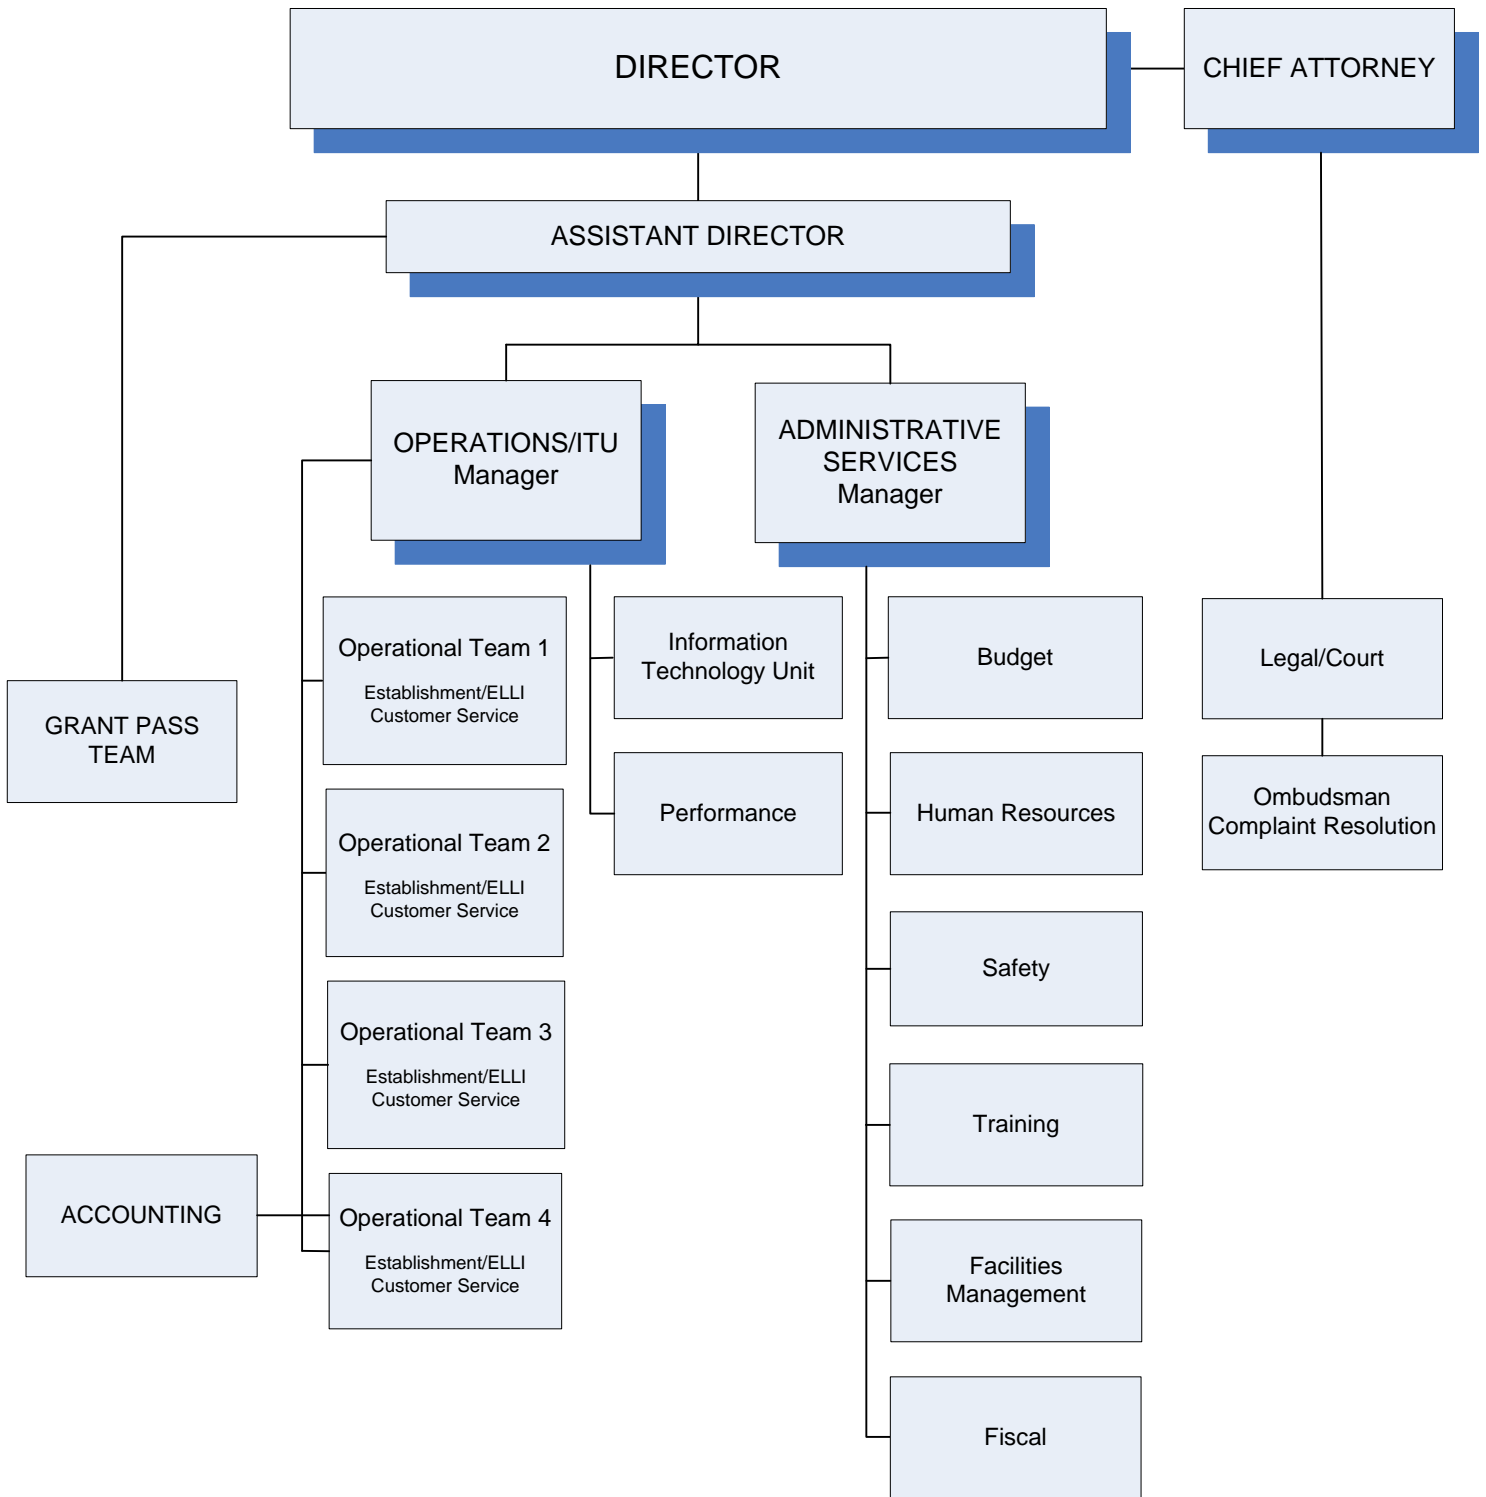 DIRECTOR
CHIEF ATTORNEY
ASSISTANT DIRECTOR
OPERATIONS/ITU
Manager
ADMINISTRATIVE
SERVICES
Manager
GRANT PASS
TEAM
Operational Team 1
Establishment/ELLI
Customer Service
Information
Technology Unit
Budget
Legal/Court
Operational Team 2
Establishment/ELLI
Customer Service
Performance
Human Resources
Ombudsman
Complaint Resolution
Operational Team 3
Establishment/ELLI
Customer Service
Safety
Training
ACCOUNTING
Operational Team 4
Establishment/ELLI
Customer Service
Facilities
Management
Fiscal